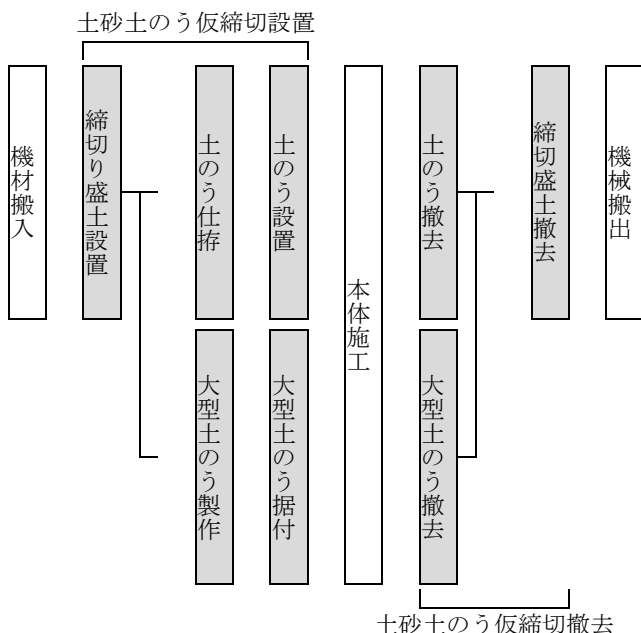 土砂土のう仮締切設置
機材搬入
締切り盛土設置
土のう仕拵
土のう設置
大型土のう製作
大型土のう据付
本体施工
土のう撤去
大型土のう撤去
締切盛土撤去
機械搬出
土砂土のう仮締切撤去